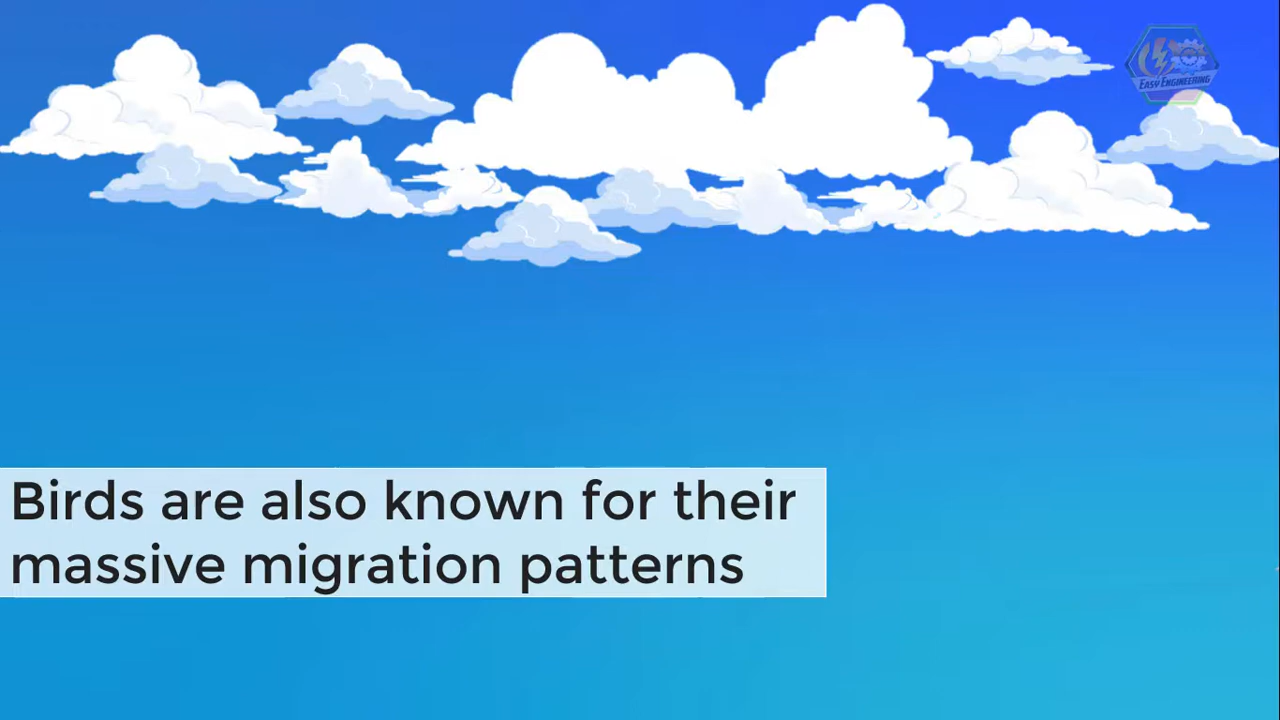 EASY ENGINEERING
Birds are also known for their
massive migration patterns